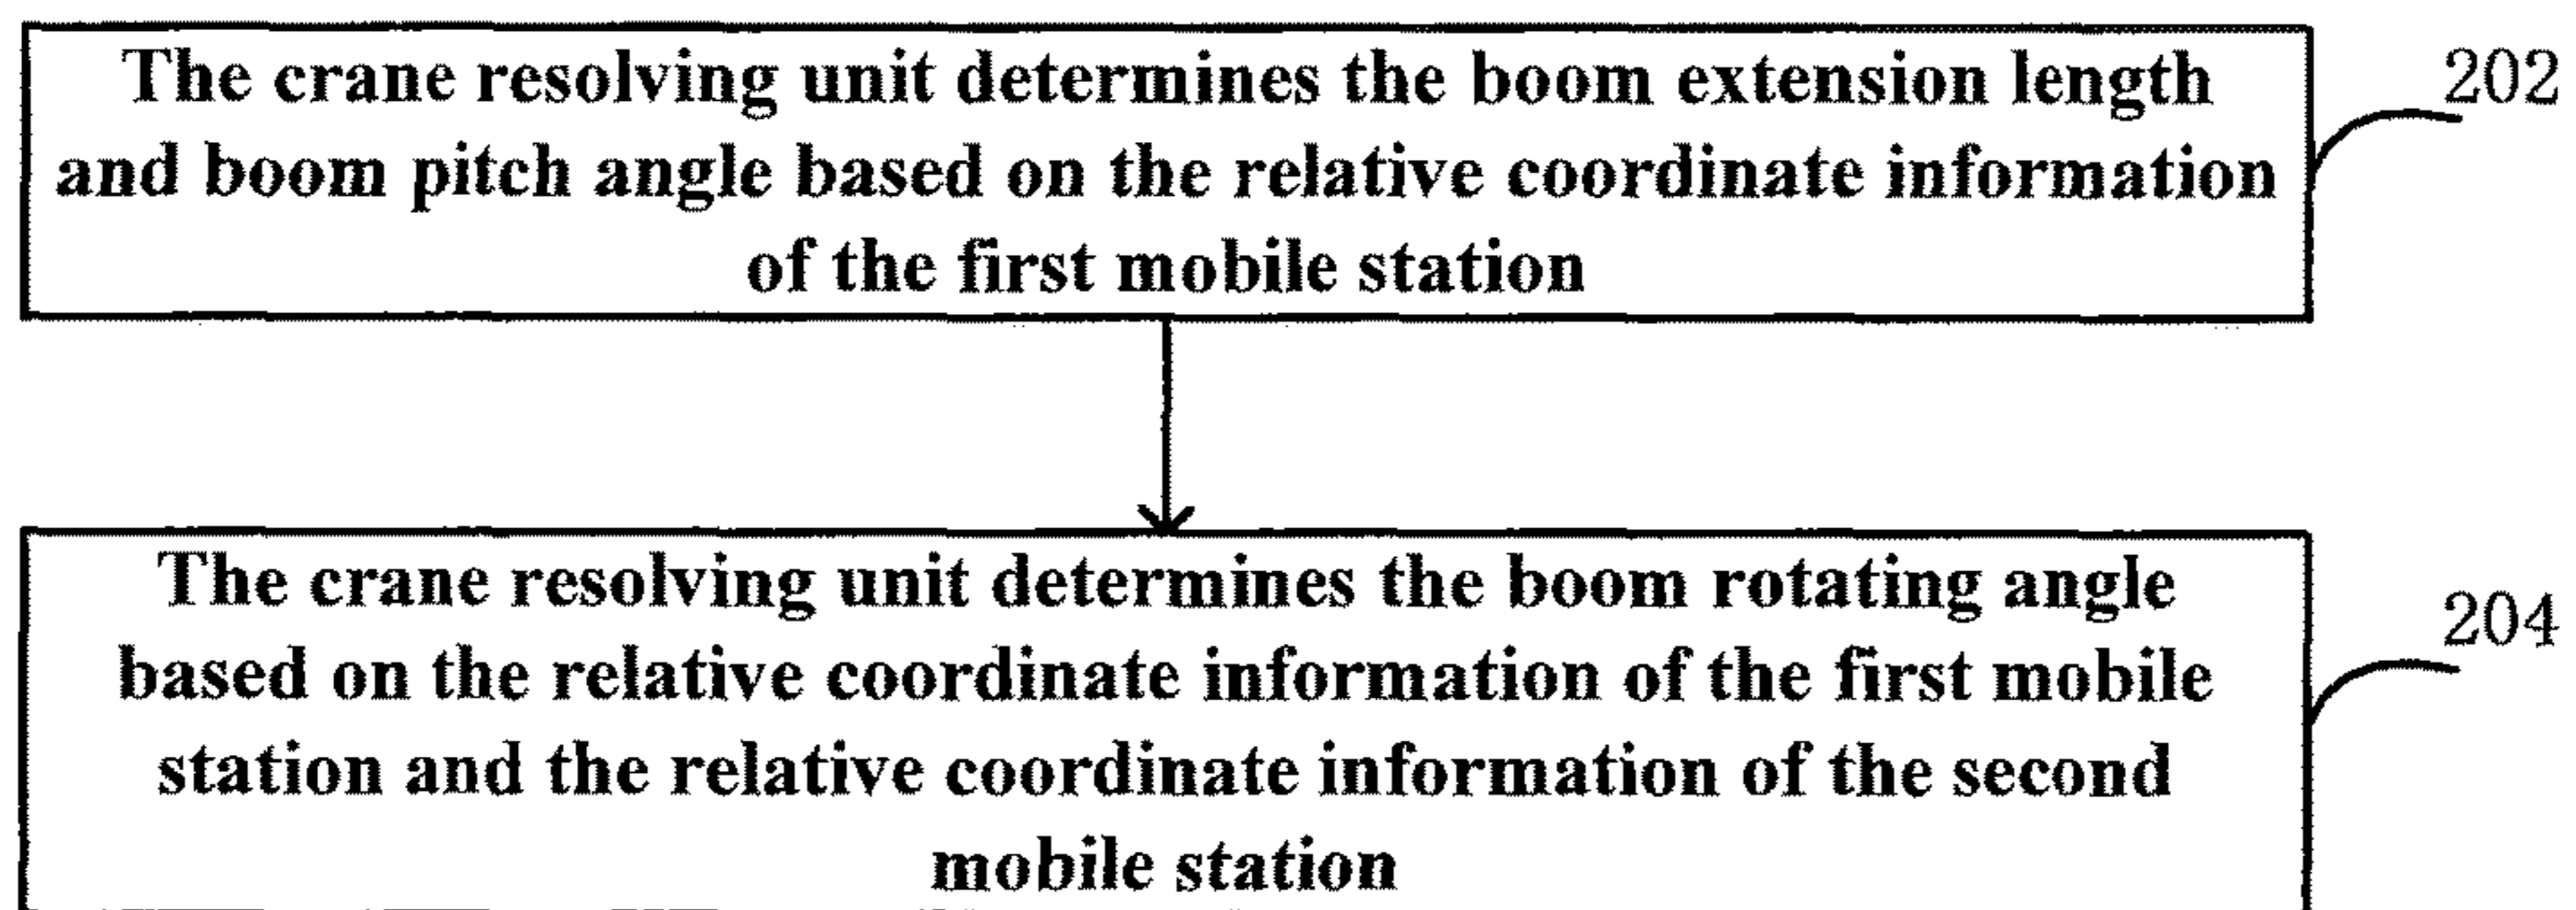 The crane resolving unit determines the boom extension length
and boom pitch angle based on the relative coordinate information
of the first mobile station
202
The crane resolving unit determines the boom rotating angle
based on the relative coordinate information of the first mobile
station and the relative coordinate information of the second
mobile station
204